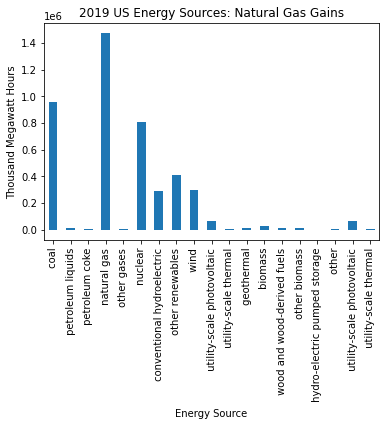 2019 US Energy Sources: Natural Gas Gains
1e6
1.4
1.2
1.0
0.8
0.6
0.4
0.2
0.0
Thousand Megawatt Hours
coal
petroleum liquids
petroleum coke
natural gas
other gases
nuclear
conventional hydroelectric
other renewables
wind
utility-scale photovoltaic
utility-scale thermal
geothermal
biomass
wood and wood-derived fuels
other biomass
hydro-electric pumped storage
other
utility-scale photovoltaic
utility-scale thermal
Energy Source